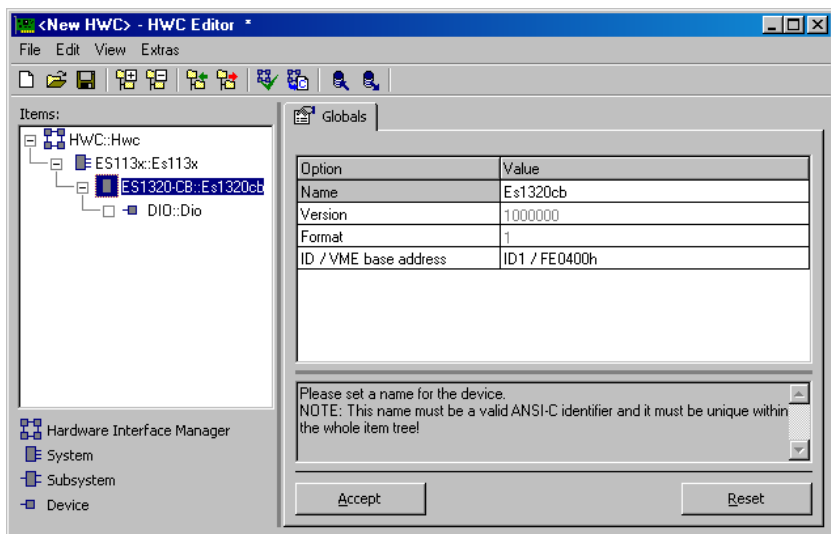 <New HWC> - HWC Editor *
File Edit View Extras
Items:
HWC::Hwc
ES113x::Es113x
ES1320-CB::Es1320cb
DIO::Dio
Hardware Interface Manager
System
Subsystem
Device
Globals
Option Value
Name Es1320cb
Version 1000000
Format 1
ID / VME base address ID1 / FE0400h
Please set a name for the device.
NOTE: This name must be a valid ANSI-C identifier and it must be unique within
the whole item tree!
Accept Reset